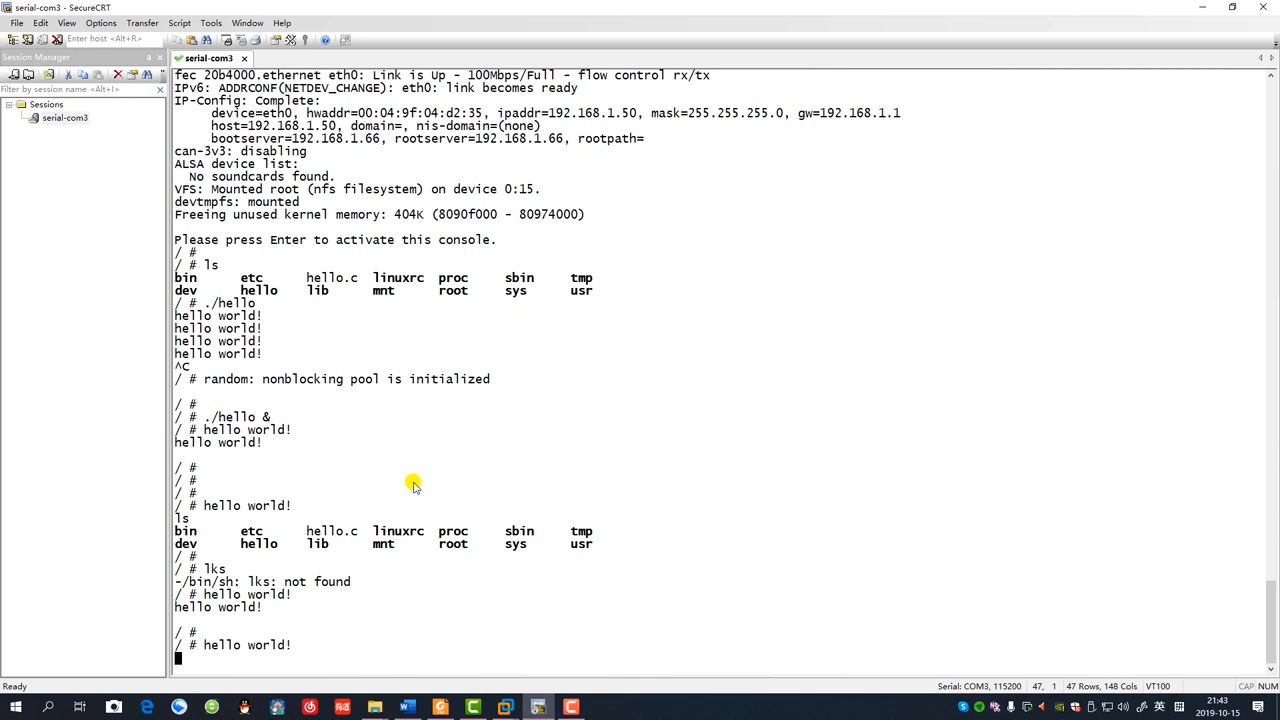 serial-com3 - SecureCRT
File Edit View Options Transfer Script Tools Window Help
Enter host <Alt+R>
Session Manager
serial-com3
Filter by session name <Alt+I>
Sessions
serial-com3
fec 20b4000.ethernet eth0: Link is Up - 100Mbps/Full - flow control rx/tx
IPv6: ADDRCONF(NETDEV_CHANGE): eth0: link becomes ready
IP-Config: Complete:
device=eth0, hwaddr=00:04:9f:04:d2:35, ipaddr=192.168.1.50, mask=255.255.255.0, gw=192.168.1.1
host=192.168.1.50, domain=, nis-domain=(none)
bootserver=192.168.1.66, rootserver=192.168.1.66, rootpath=
can-3v3: disabling
ALSA device list:
No soundcards found.
VFS: Mounted root (nfs filesystem) on device 0:15.
devtmpfs: mounted
Freeing unused kernel memory: 404K (8090f000 - 80974000)
Please press Enter to activate this console.
/ #
/ # ls
bin etc hello.c linuxrc proc sbin tmp
dev hello lib mnt root sys usr
/ # ./hello
hello world!
hello world!
hello world!
hello world!
^C
/ # random: nonblocking pool is initialized
/ #
/ # ./hello &
/ # hello world!
hello world!
/ #
/ #
/ #
/ # hello world!
ls
bin etc hello.c linuxrc proc sbin tmp
dev hello lib mnt root sys usr
/ #
/ # lks
-/bin/sh: lks: not found
/ # hello world!
hello world!
/ #
/ # hello world!
Ready Serial: COM3, 115200 47, 1 47 Rows, 148 Cols VT100 CAP NUM
英 21:43
2019-10-15